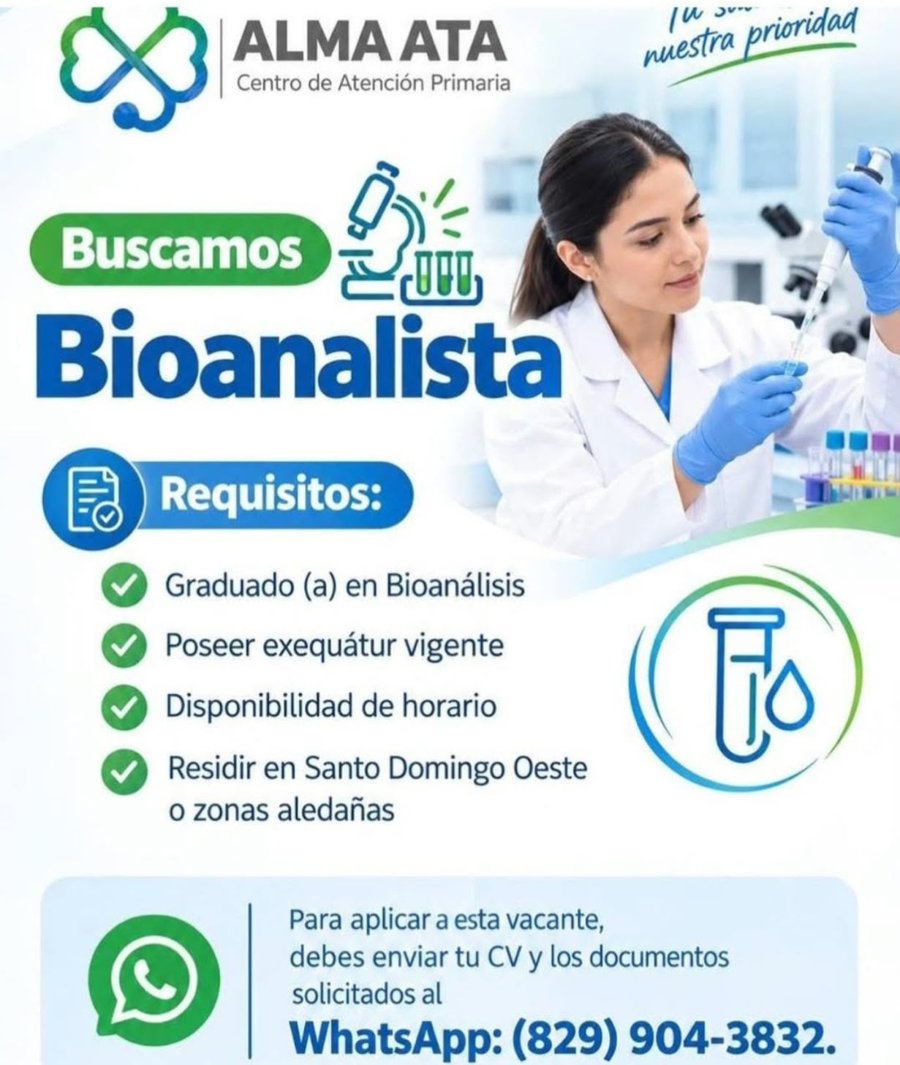 ALMA ATA
Centro de Atención Primaria
Tu
nuestra prioridad
Buscamos
Bioanalista
Requisitos:
Graduado (a) en Bioanálisis
Poseer exequátur vigente
Disponibilidad de horario
Residir en Santo Domingo Oeste
o zonas aledañas
Para aplicar a esta vacante,
debes enviar tu CV y los documentos
solicitados al
WhatsApp: (829) 904-3832.